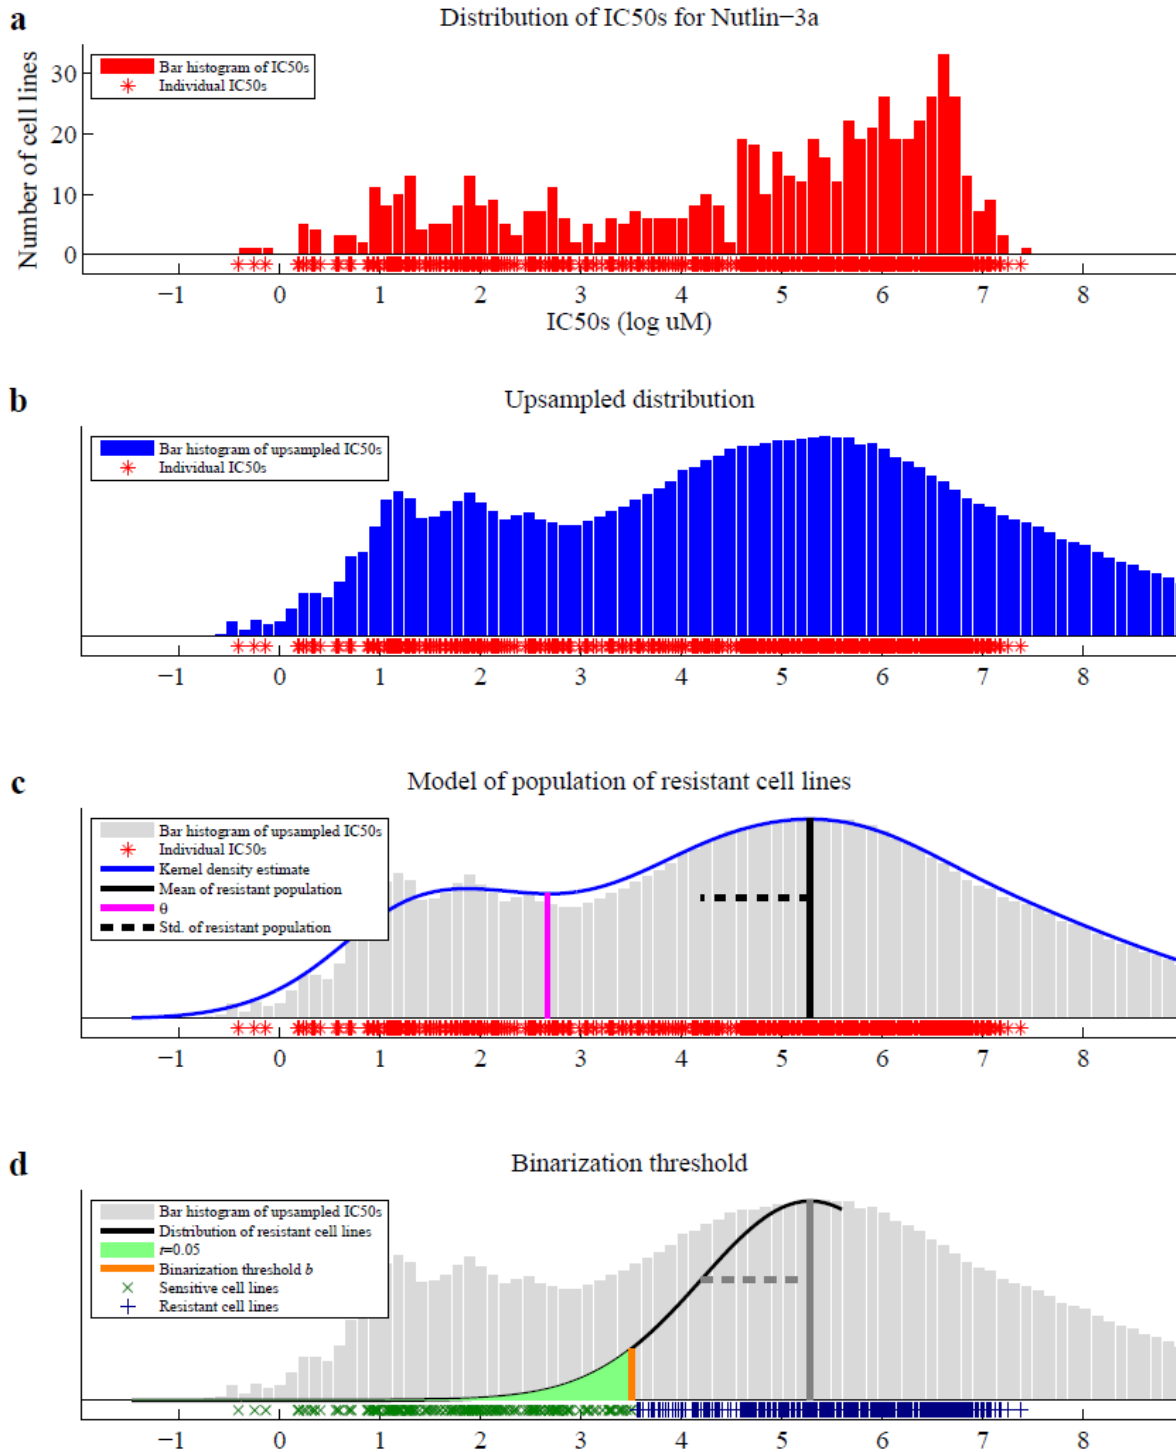 a
Distribution of IC50s for Nutlin−3a
Bar histogram of IC50s
Individual IC50s
Number of cell lines
30
20
10
0
−1 0 1 2 3 4 5 6 7 8
IC50s (log uM)
b
Upsampled distribution
Bar histogram of upsampled IC50s
Individual IC50s
−1 0 1 2 3 4 5 6 7 8
c
Model of population of resistant cell lines
Bar histogram of upsampled IC50s
Individual IC50s
Kernel density estimate
Mean of resistant population
θ
Std. of resistant population
−1 0 1 2 3 4 5 6 7 8
d
Binarization threshold
Bar histogram of upsampled IC50s
Distribution of resistant cell lines
t=0.05
Binarization threshold b
Sensitive cell lines
Resistant cell lines
−1 0 1 2 3 4 5 6 7 8